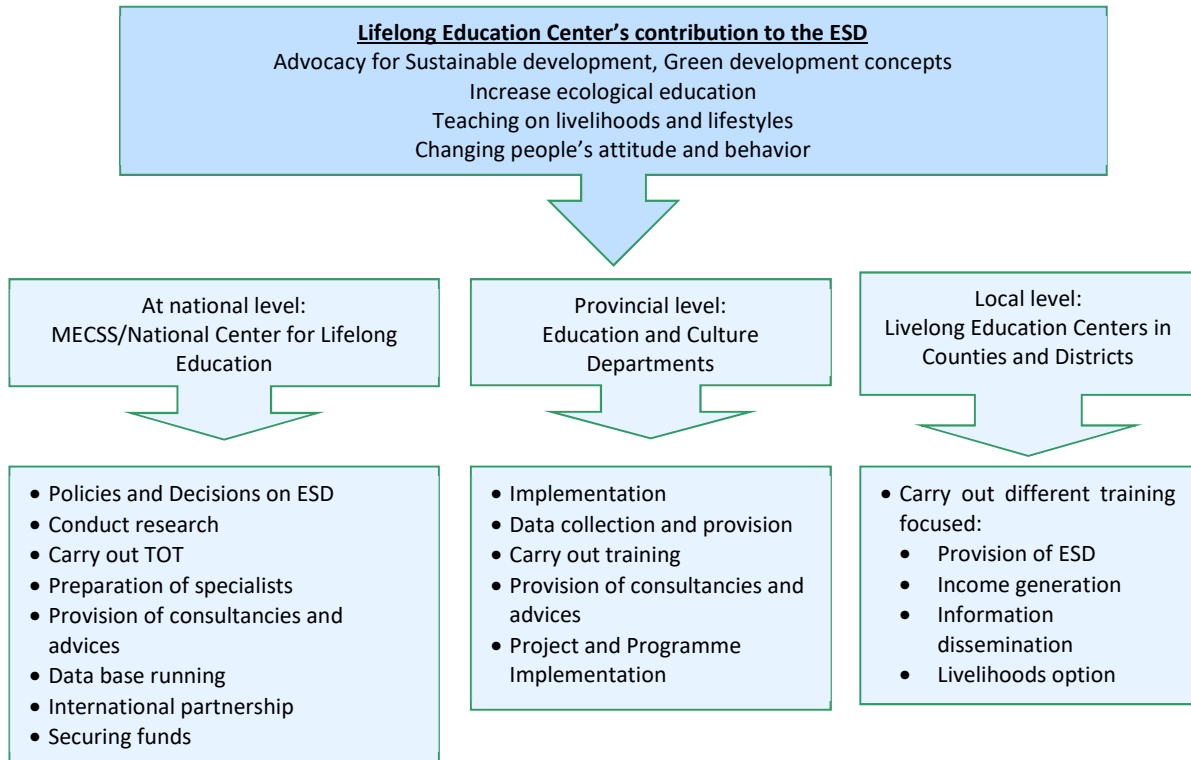 Lifelong Education Center's contribution to the ESD
Advocacy for Sustainable development, Green development concepts
Increase ecological education
Teaching on livelihoods and lifestyles
Changing people's attitude and behavior
At national level:
MECSS/National Center for Lifelong
Education
Provincial level:
Education and Culture
Departments
Local level:
Livelong Education Centers in
Counties and Districts
• Policies and Decisions on ESD
• Conduct research
• Carry out TOT
• Preparation of specialists
• Provision of consultancies and
advices
• Data base running
• International partnership
• Securing funds
• Implementation
• Data collection and provision
• Carry out training
• Provision of consultancies and
advices
• Project and Programme
Implementation
• Carry out different training
focused:
• Provision of ESD
• Income generation
• Information
dissemination
• Livelihoods option